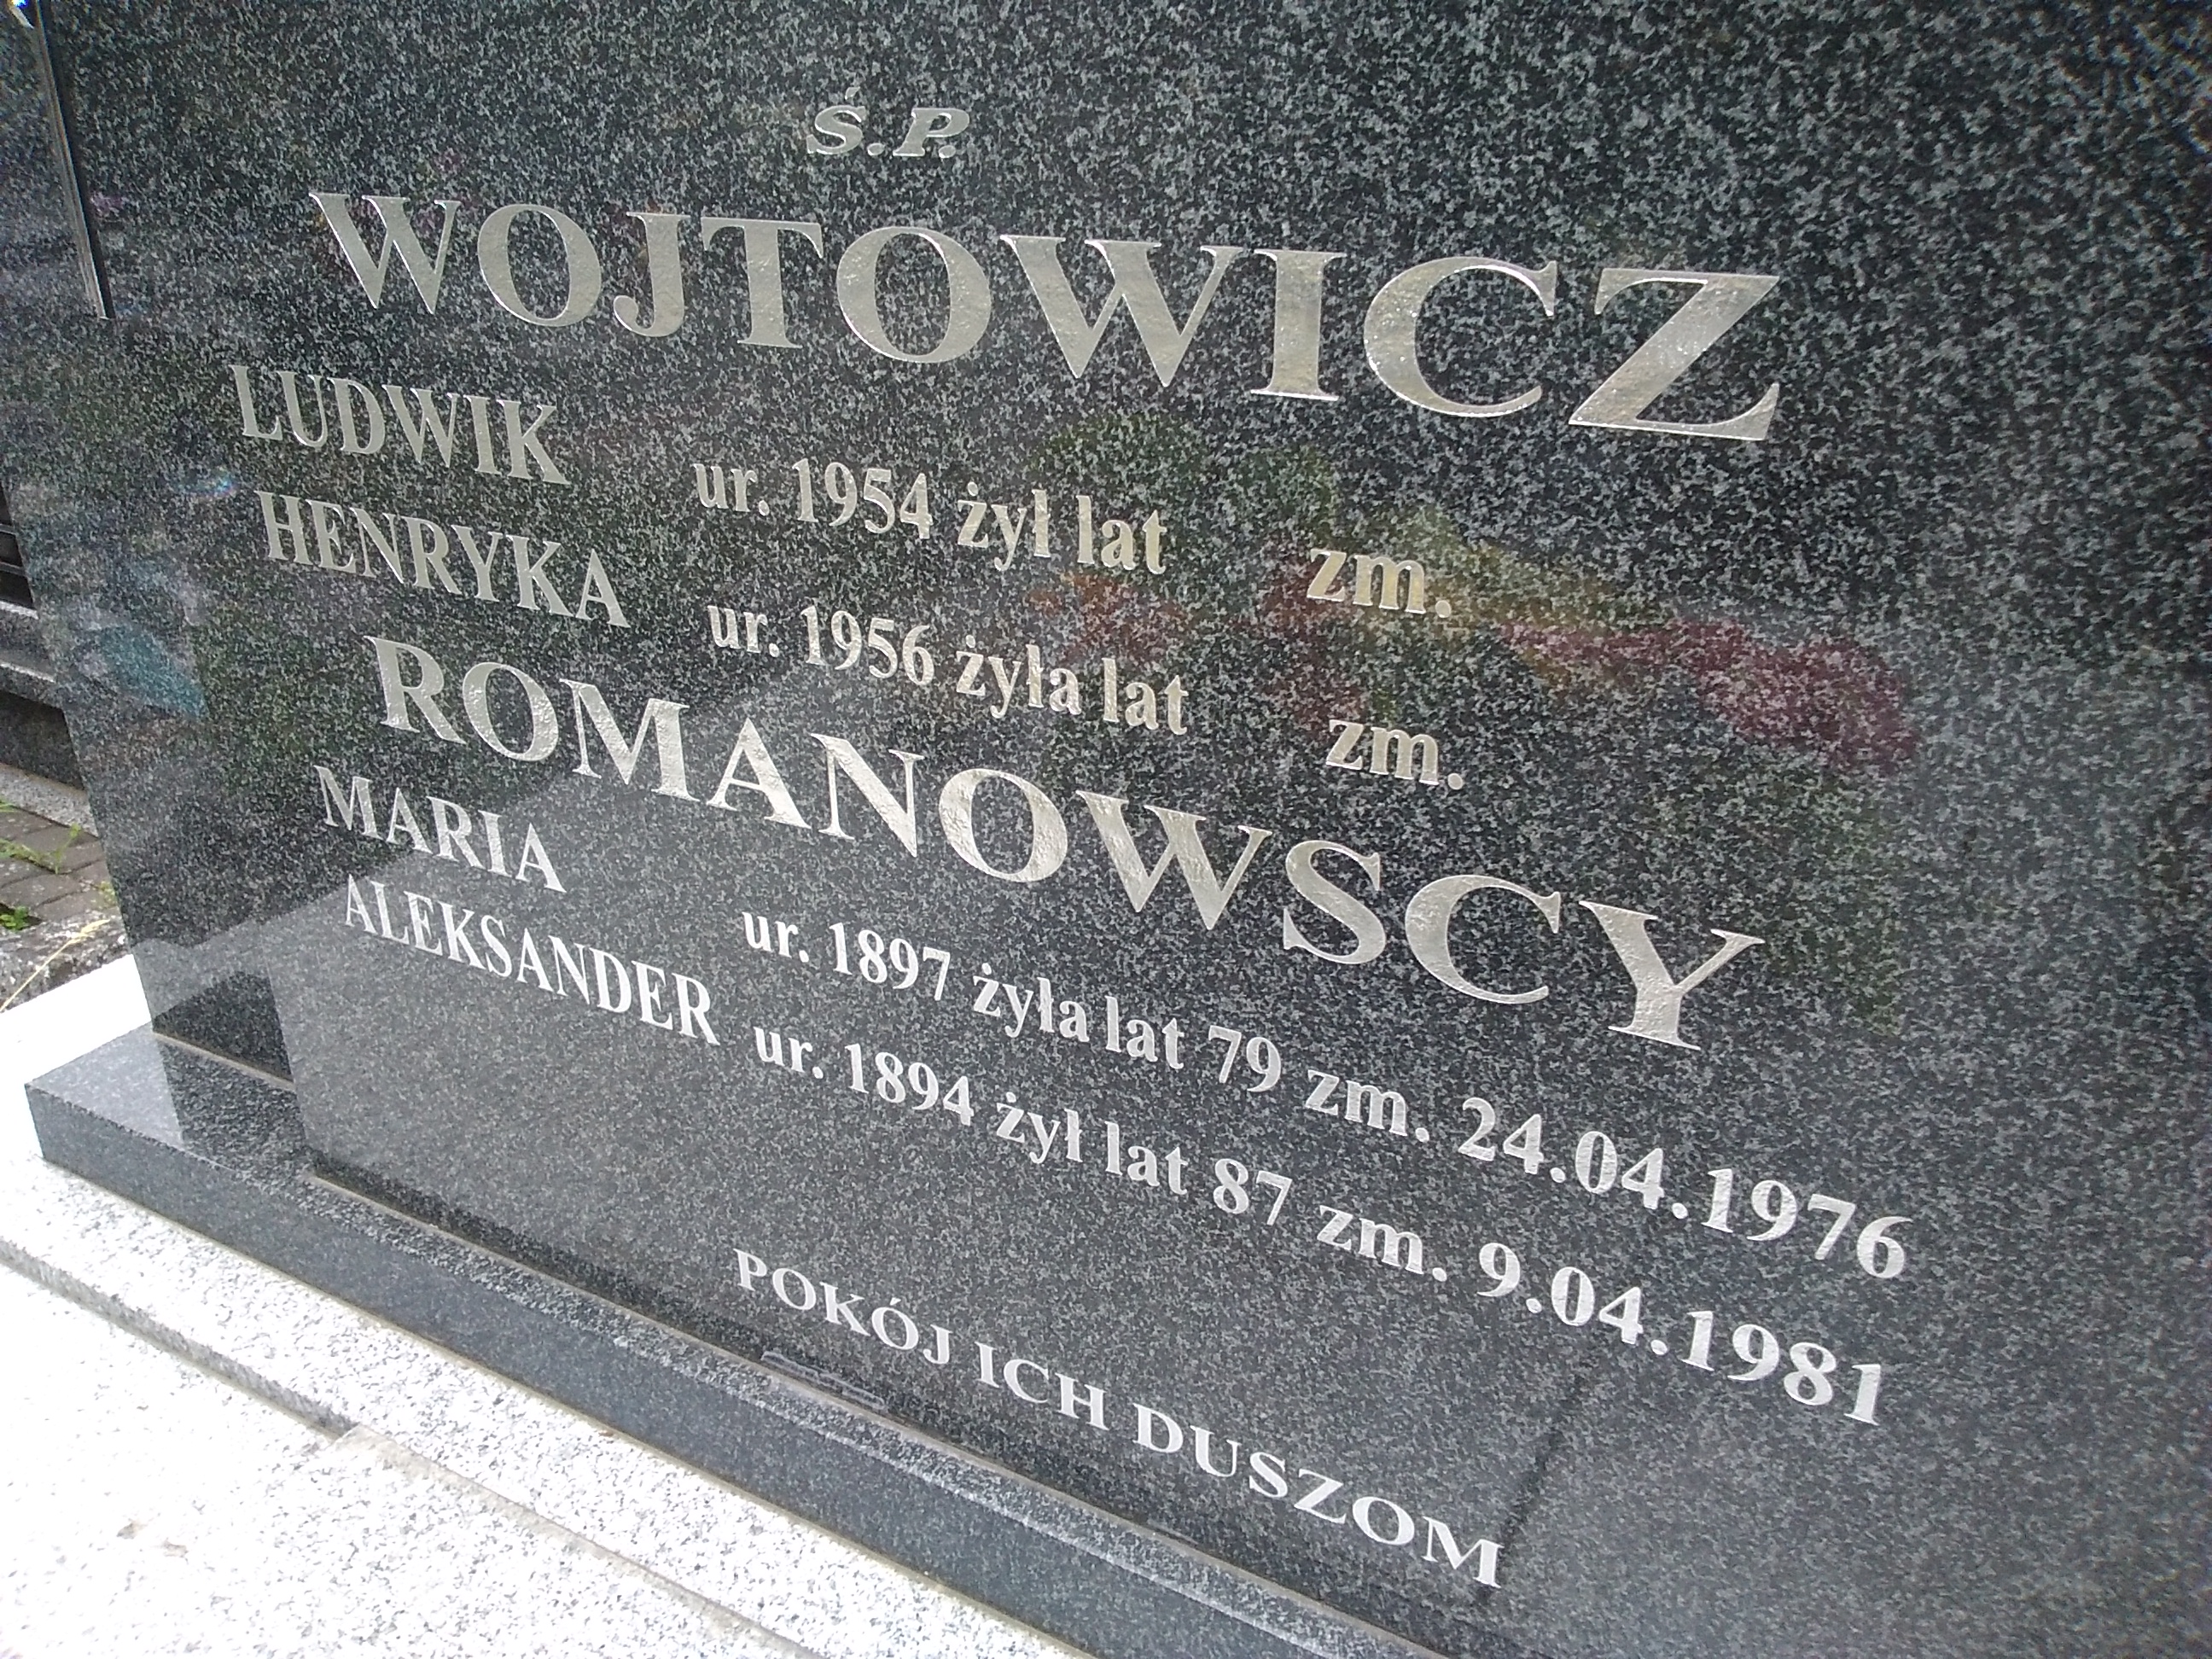 Ś.P.
WOJTOWICZ
LUDWIK ur. 1954 żył lat zm.
HENRYKA ur. 1956 żyła lat zm.
ROMANOWSCY
MARIA ur. 1897 żyła lat 79 zm. 24.04.1976
ALEKSANDER ur. 1894 żył lat 87 zm. 9.04.1981
POKÓJ ICH DUSZOM